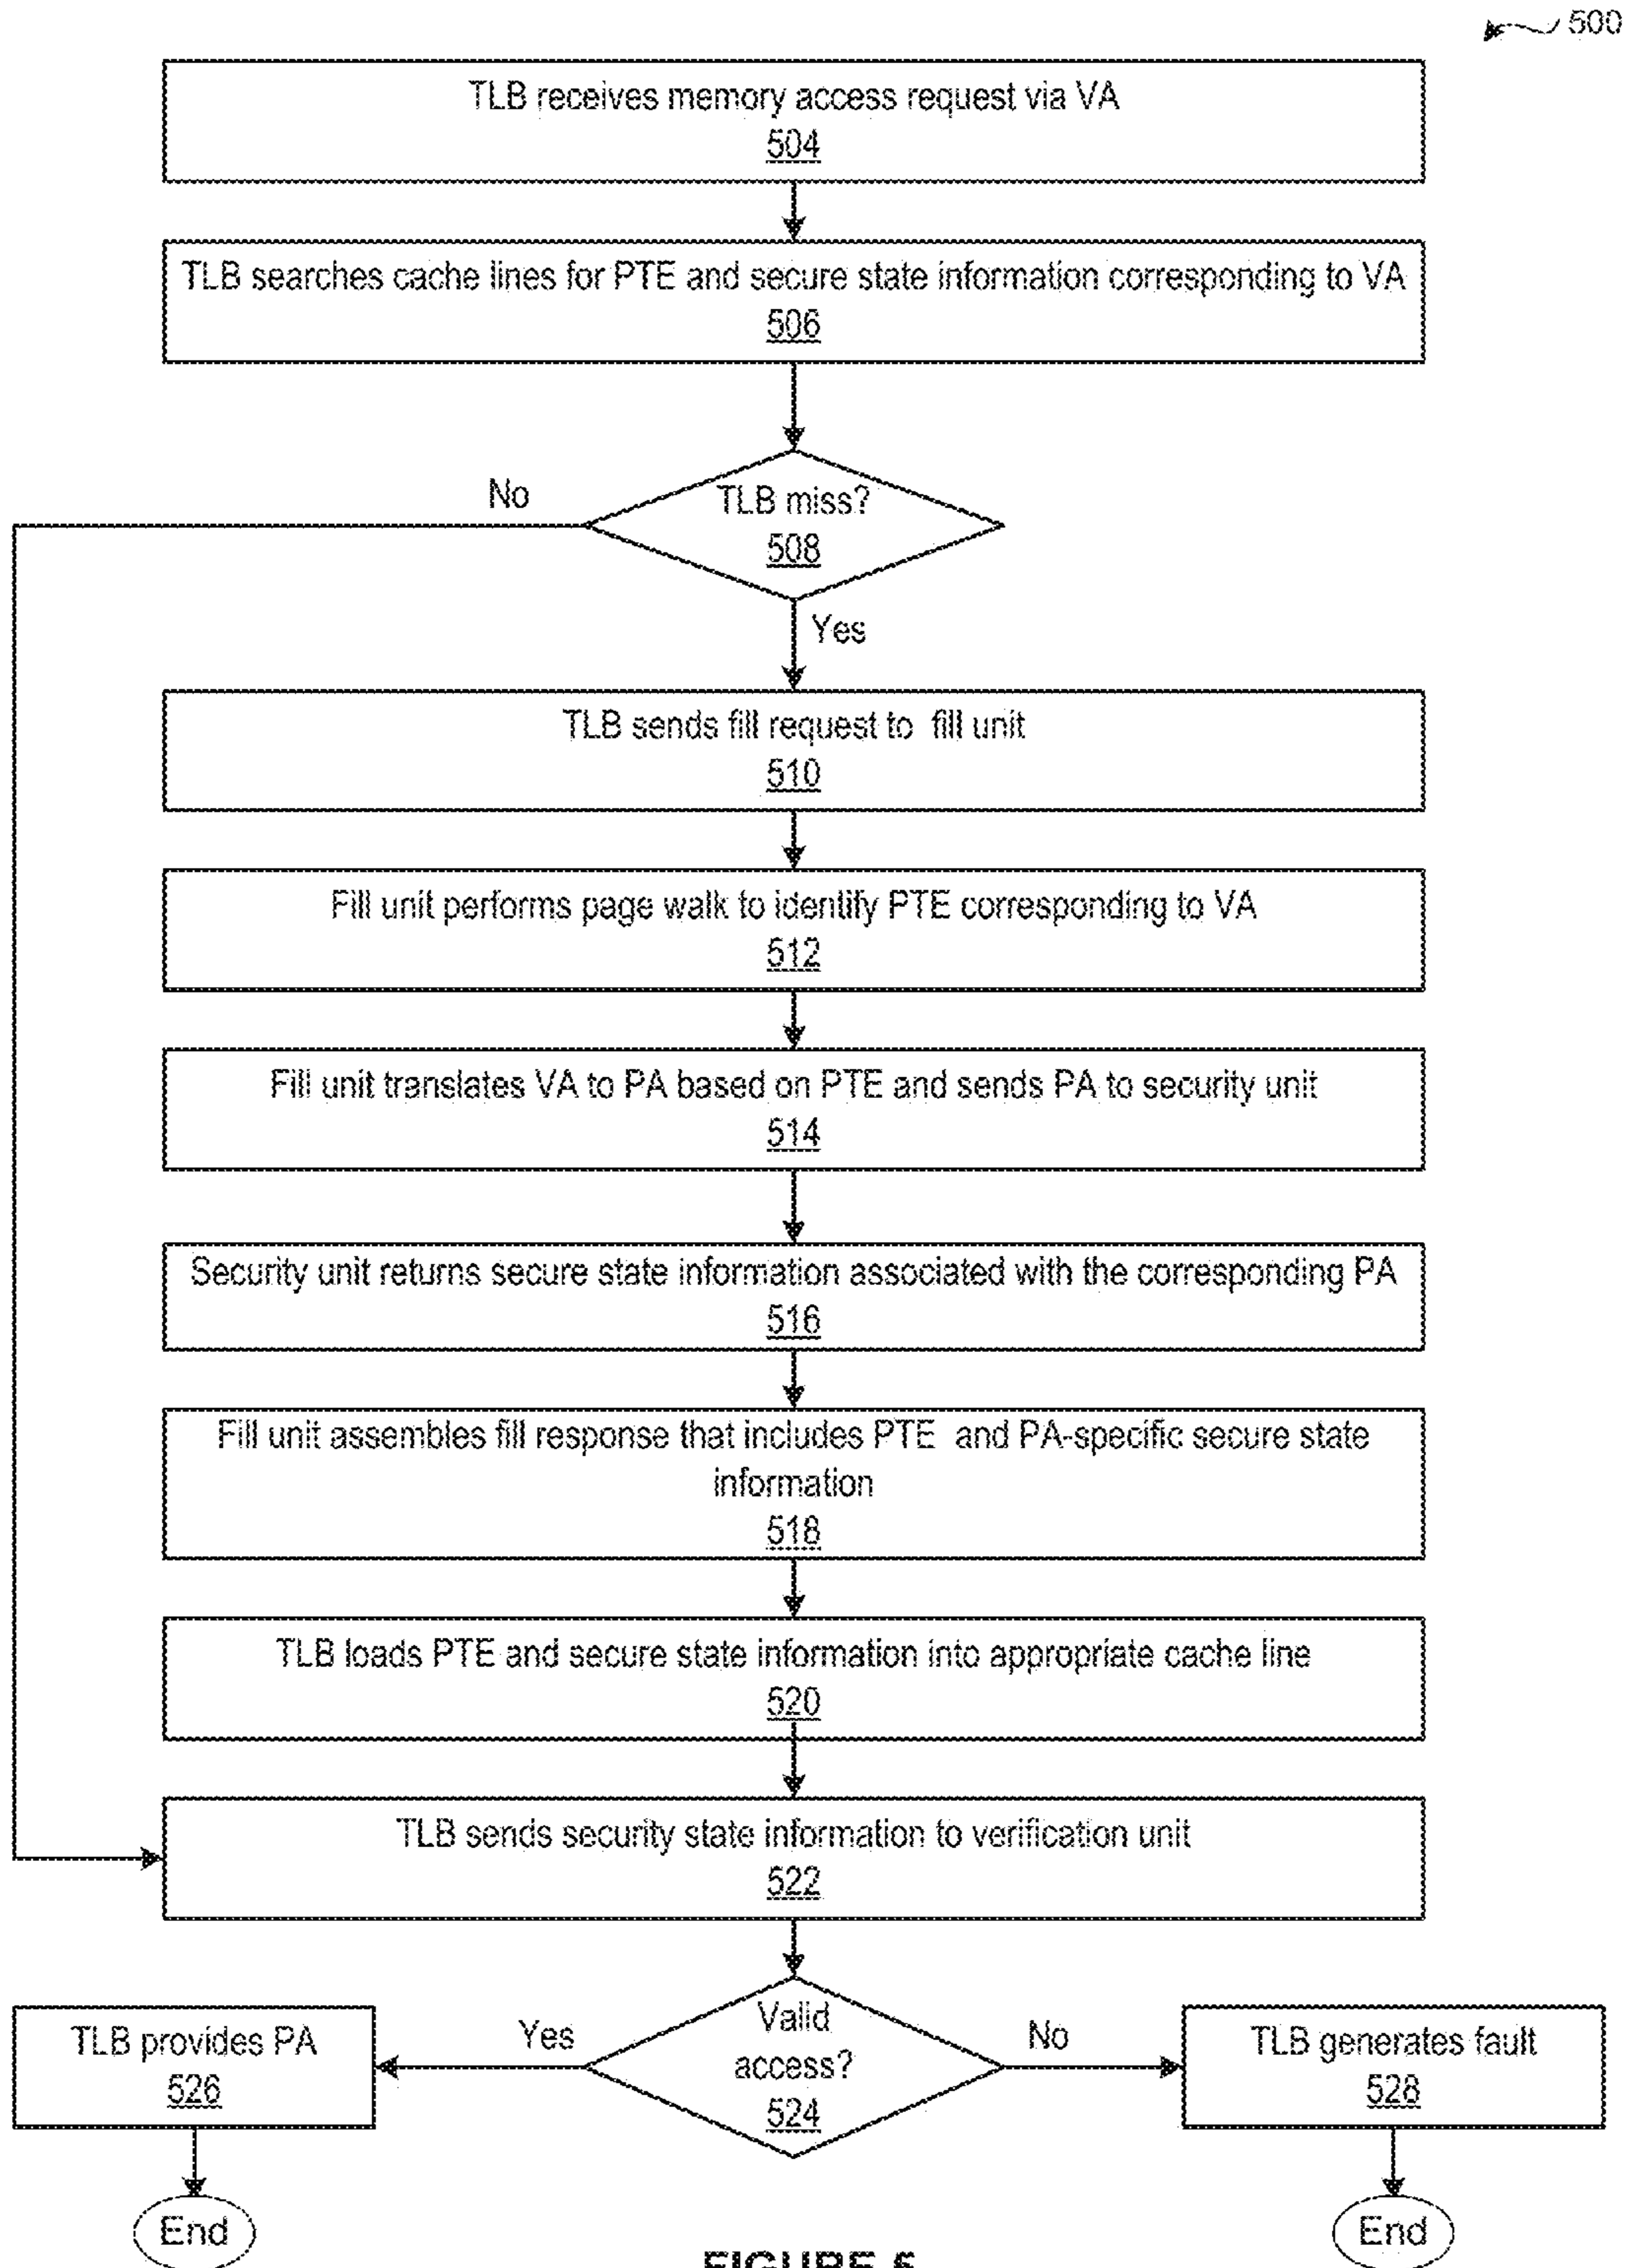 500
TLB receives memory access request via VA
504
TLB searches cache lines for PTE and secure state information corresponding to VA
506
No
TLB miss?
508
Yes
TLB sends fill request to fill unit
510
Fill unit performs page walk to identify PTE corresponding to VA
512
Fill unit translates VA to PA based on PTE and sends PA to security unit
514
Security unit returns secure state information associated with the corresponding PA
516
Fill unit assembles fill response that includes PTE and PA-specific secure state
information
518
TLB loads PTE and secure state information into appropriate cache line
520
TLB sends security state information to verification unit
522
TLB provides PA
526
Yes
Valid
access?
524
No
TLB generates fault
528
End
End
FIGURE 5